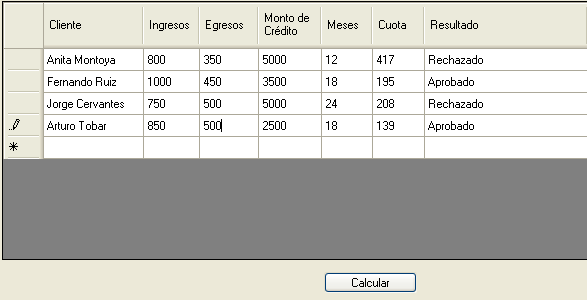 Cliente Ingresos Egresos Monto de Crédito Meses Cuota Resultado
Anita Montoya 800 350 5000 12 417 Rechazado
Fernando Ruiz 1000 450 3500 18 195 Aprobado
Jorge Cervantes 750 500 5000 24 208 Rechazado
Arturo Tobar 850 500 2500 18 139 Aprobado
Calcular